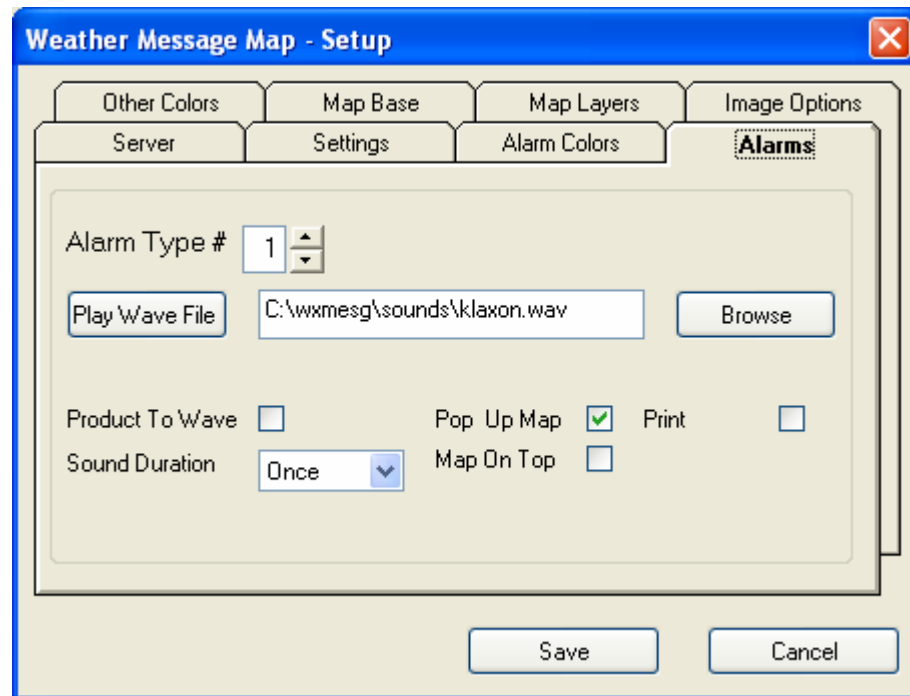 Weather Message Map - Setup
Other Colors Map Base Map Layers Image Options
Server Settings Alarm Colors Alarms
Alarm Type # 1
Play Wave File C:\wxmesg\sounds\klaxon.wav Browse
Product To Wave Pop Up Map Print
Sound Duration Once Map On Top
Save Cancel